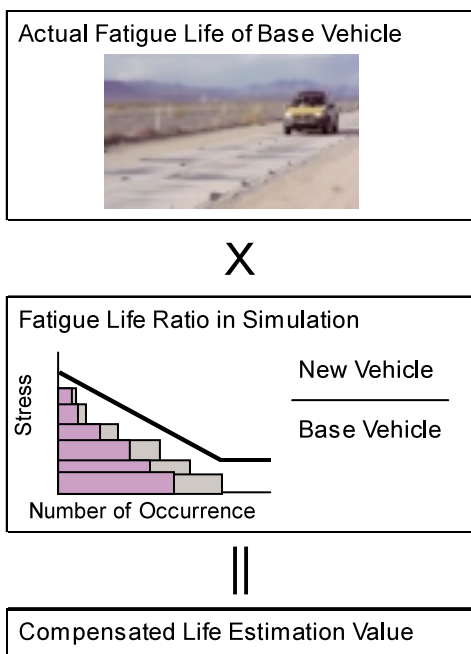 Actual Fatigue Life of Base Vehicle
X
Fatigue Life Ratio in Simulation
Stress
Number of Occurrence
New Vehicle
Base Vehicle
=
Compensated Life Estimation Value